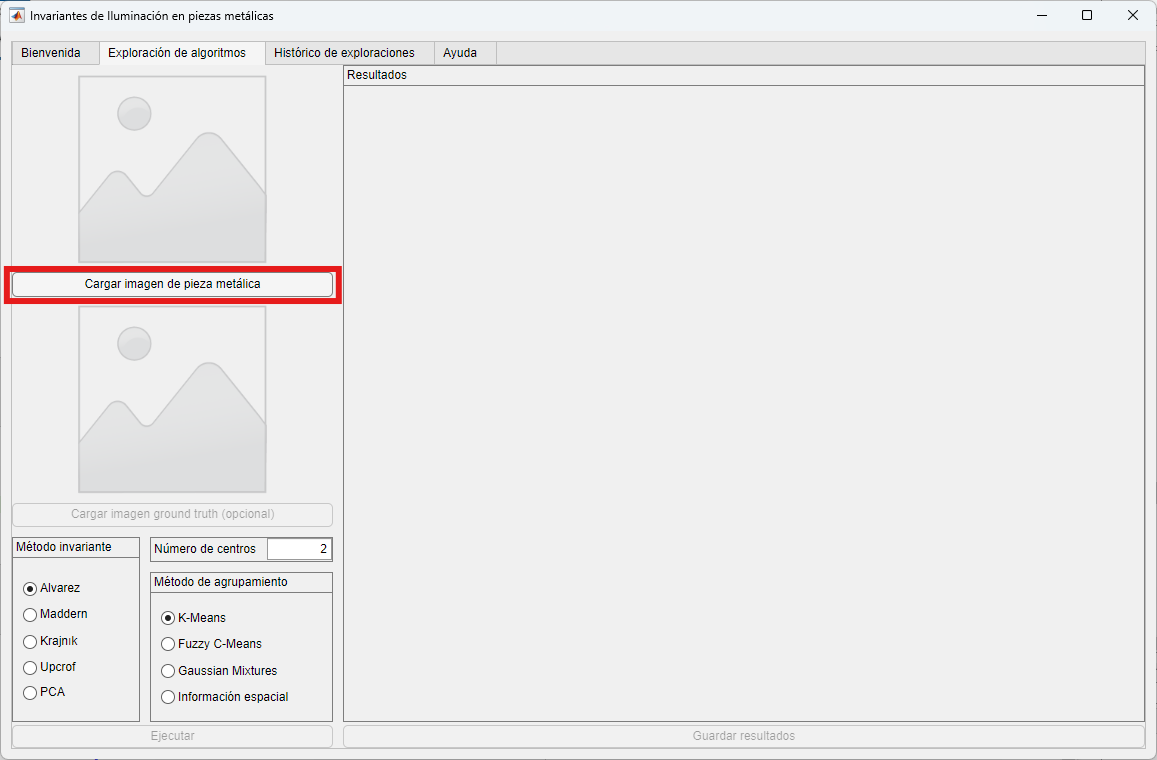 Invariantes de Iluminación en piezas metálicas
Bienvenida
Exploración de algoritmos
Histórico de exploraciones
Ayuda
Resultados
Cargar imagen de pieza metálica
Cargar imagen ground truth (opcional)
Método invariante
Alvarez
Maddern
Krajnık
Upcrof
PCA
Número de centros
2
Método de agrupamiento
K-Means
Fuzzy C-Means
Gaussian Mixtures
Información espacial
Ejecutar
Guardar resultados